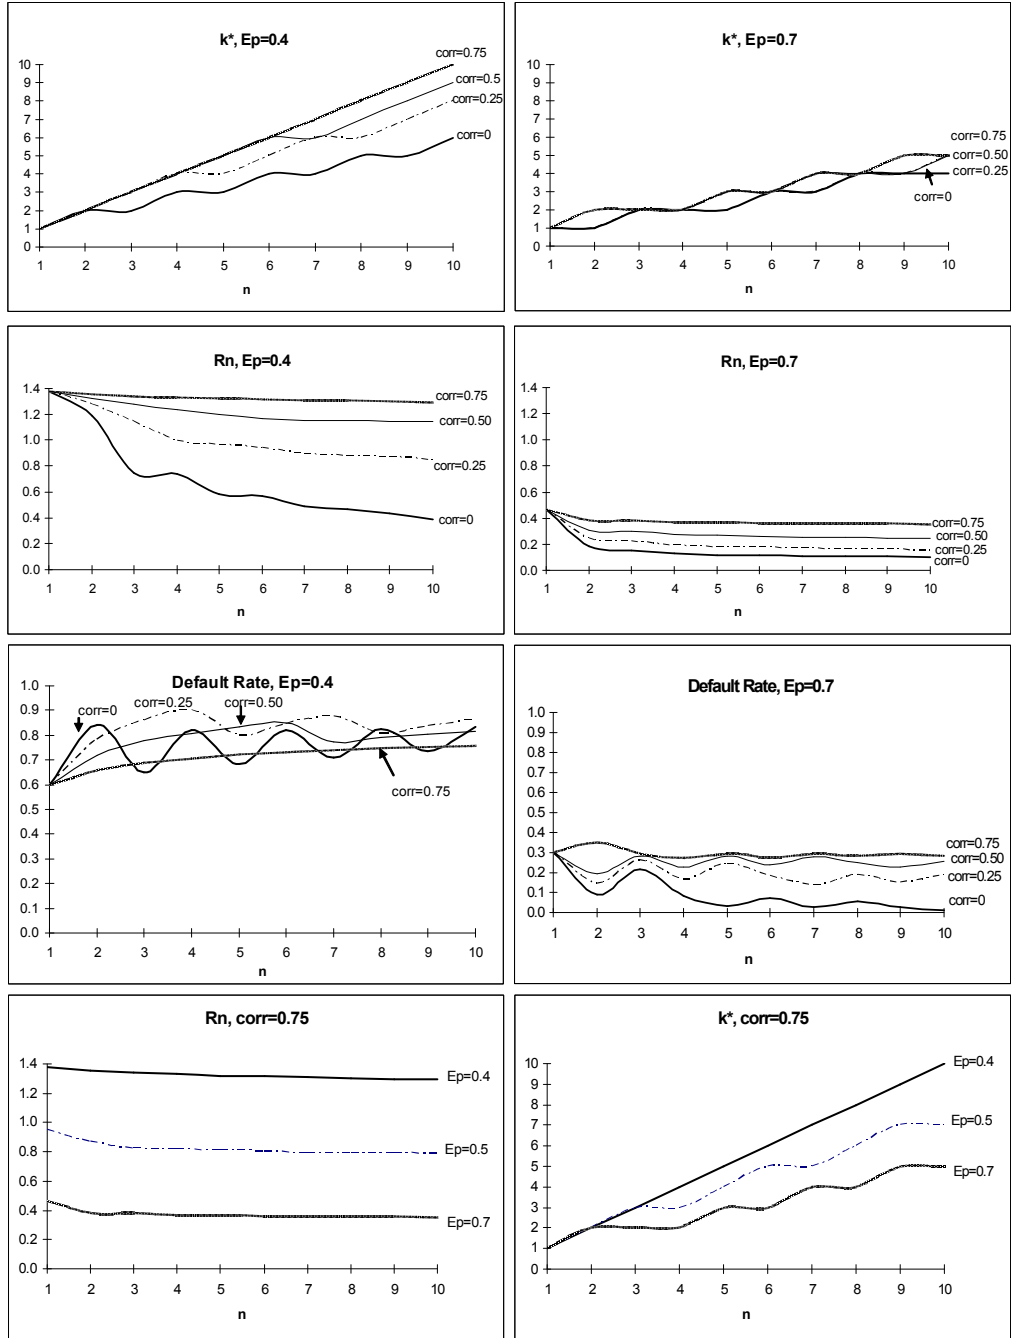 k*, Ep=0.4
corr=0.75
10
9
8
7
6
5
4
3
2
1
0
corr=0.5
corr=0.25
corr=0
1 2 3 4 5 6 7 8 9 10
n
k*, Ep=0.7
10
9
8
7
6
5
4
3
2
1
0
corr=0.75
corr=0.50
corr=0.25
corr=0
1 2 3 4 5 6 7 8 9 10
n
Rn, Ep=0.4
1.4
1.2
1.0
0.8
0.6
0.4
0.2
0.0
corr=0.75
corr=0.50
corr=0.25
corr=0
1 2 3 4 5 6 7 8 9 10
n
Rn, Ep=0.7
1.4
1.2
1.0
0.8
0.6
0.4
0.2
0.0
corr=0.75
corr=0.50
corr=0.25
corr=0
1 2 3 4 5 6 7 8 9 10
n
Default Rate, Ep=0.4
1.0
0.9
0.8
0.7
0.6
0.5
0.4
0.3
0.2
0.1
0.0
corr=0
corr=0.25
corr=0.50
corr=0.75
1 2 3 4 5 6 7 8 9 10
n
Default Rate, Ep=0.7
1.0
0.9
0.8
0.7
0.6
0.5
0.4
0.3
0.2
0.1
0.0
corr=0.75
corr=0.50
corr=0.25
corr=0
1 2 3 4 5 6 7 8 9 10
n
Rn, corr=0.75
1.4
1.2
1.0
0.8
0.6
0.4
0.2
0.0
Ep=0.4
Ep=0.5
Ep=0.7
1 2 3 4 5 6 7 8 9 10
n
k*, corr=0.75
10
9
8
7
6
5
4
3
2
1
0
Ep=0.4
Ep=0.5
Ep=0.7
1 2 3 4 5 6 7 8 9 10
n